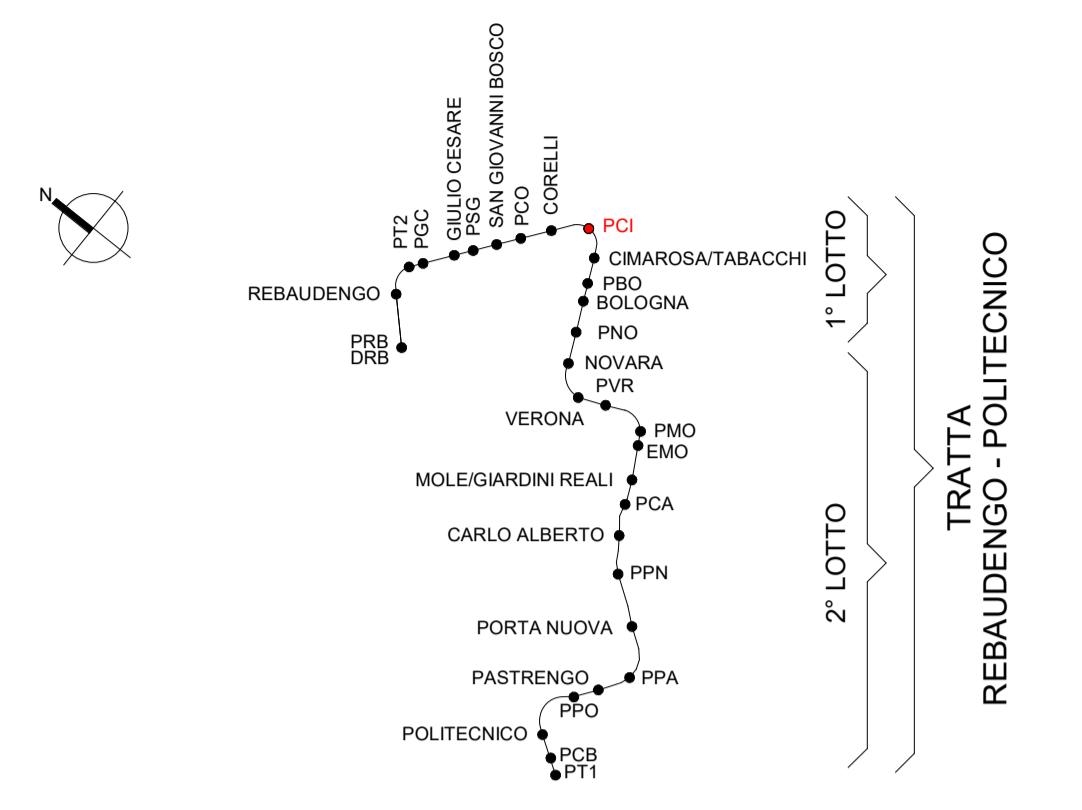 N
PT2
PGC
GIULIO CESARE
PSG
SAN GIOVANNI BOSCO
PCO
CORELLI
PCI
CIMAROSA/TABACCHI
REBAUDENGO
PBO
BOLOGNA
PNO
PRB
DRB
NOVARA
PVR
VERONA
PMO
EMO
MOLE/GIARDINI REALI
PCA
CARLO ALBERTO
PPN
PORTA NUOVA
PASTRENGO
PPA
PPO
POLITECNICO
PCB
PT1
1° LOTTO
2° LOTTO
TRATTA
REBAUDENGO - POLITECNICO